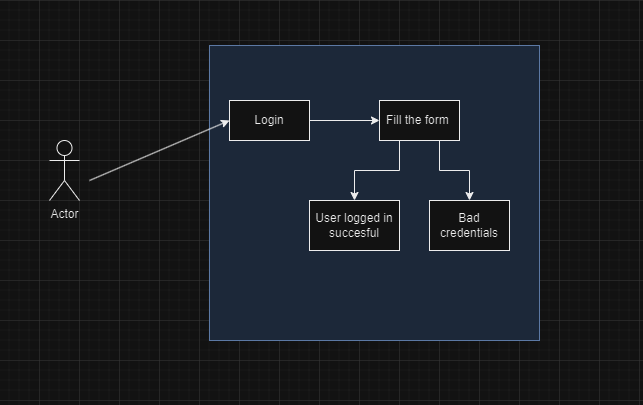 Login
Fill the form
Actor
User logged in
succesful
Bad
credentials